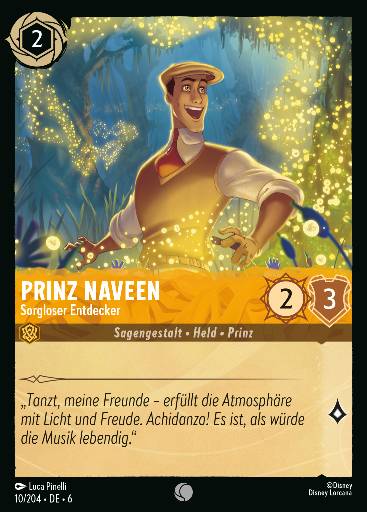 2
PRINZ NAVEEN
Sorgloser Entdecker
2
3
Sagengestalt • Held • Prinz
„Tanzt, meine Freunde – erfüllt die Atmosphäre
mit Licht und Freude. Achidanza! Es ist, als würde
die Musik lebendig.“
Luca Pinelli
10/204 • DE • 6
©Disney
Disney Lorcana